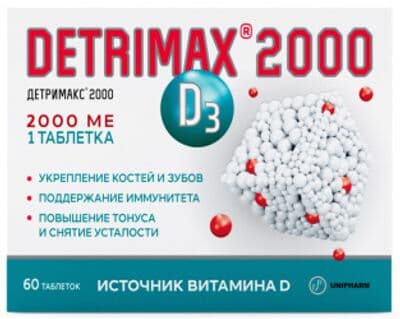 DETRIMAX® 2000
ДЕТРИМАКС® 2000
D3
2000 МЕ
1 ТАБЛЕТКА
• УКРЕПЛЕНИЕ КОСТЕЙ И ЗУБОВ
• ПОДДЕРЖАНИЕ ИММУНИТЕТА
• ПОВЫШЕНИЕ ТОНУСА
И СНЯТИЕ УСТАЛОСТИ
60 ТАБЛЕТОК
ИСТОЧНИК ВИТАМИНА D
UNIPHARM